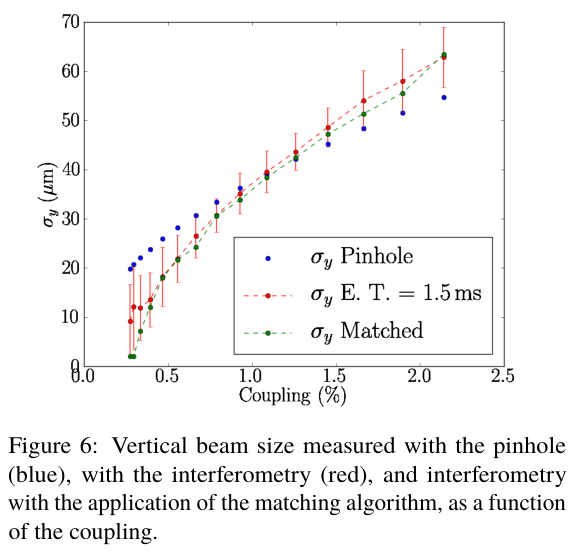 70
60
50
40
30
20
10
0
σy (μm)
0.0 0.5 1.0 1.5 2.0 2.5
Coupling (%)
σy Pinhole
σy E. T. = 1.5 ms
σy Matched
Figure 6: Vertical beam size measured with the pinhole
(blue), with the interferometry (red), and interferometry
with the application of the matching algorithm, as a function
of the coupling.